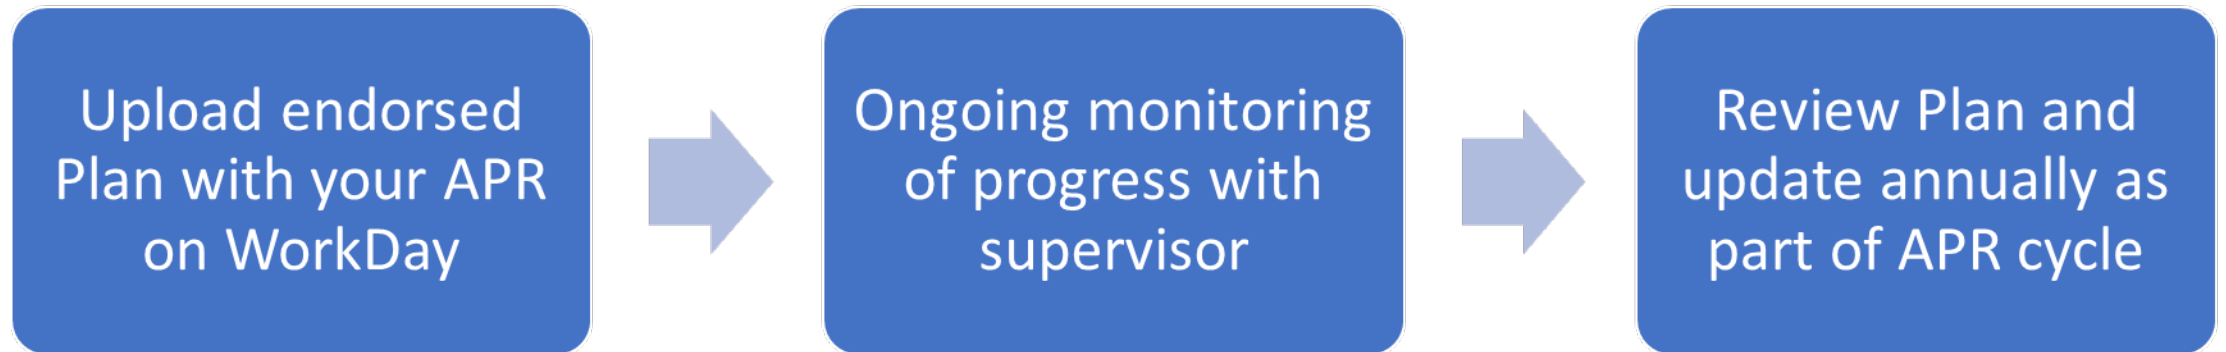 Upload endorsed
Plan with your APR
on WorkDay
Ongoing monitoring
of progress with
supervisor
Review Plan and
update annually as
part of APR cycle